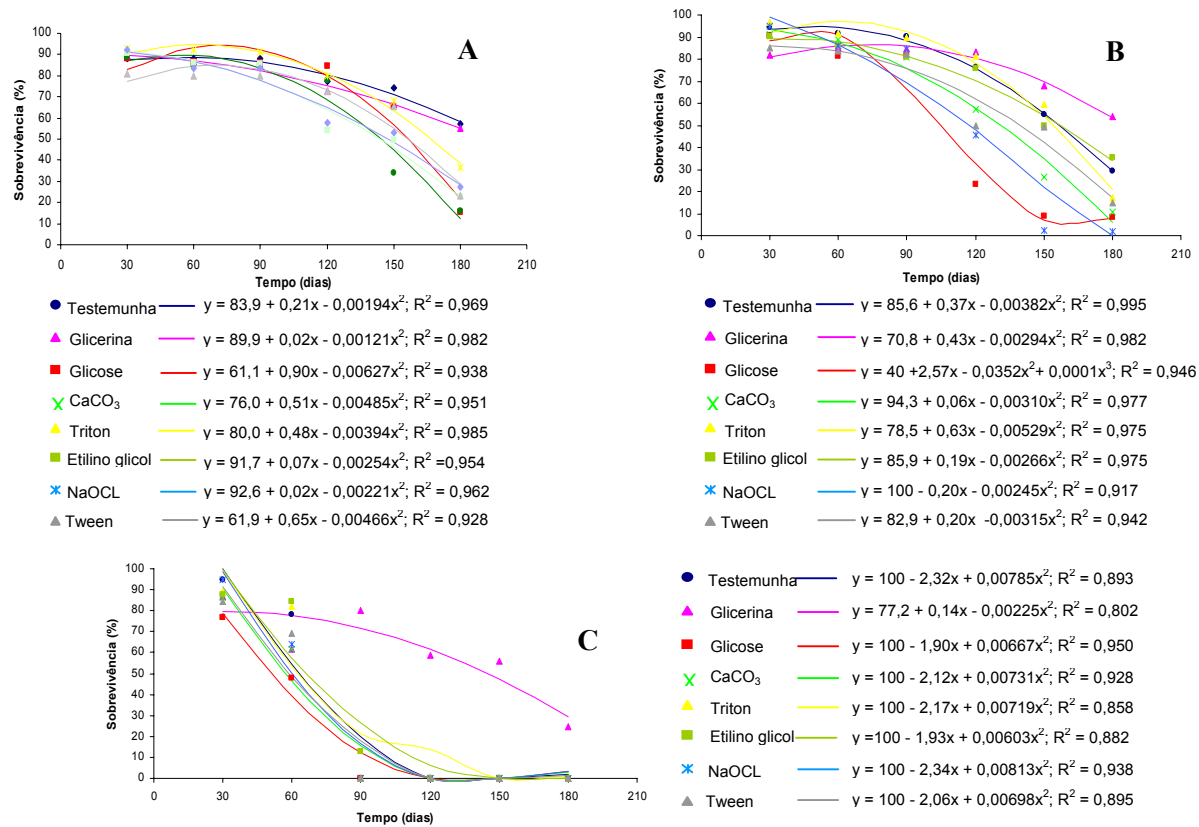 A
Sobrevivência (%)
100
90
80
70
60
50
40
30
20
10
0
0 30 60 90 120 150 180 210
Tempo (dias)
Testemunha y = 83,9 + 0,21x - 0,00194x²; R² = 0,969
Glicerina y = 89,9 + 0,02x - 0,00121x²; R² = 0,982
Glicose y = 61,1 + 0,90x - 0,00627x²; R² = 0,938
CaCO₃ y = 76,0 + 0,51x - 0,00485x²; R² = 0,951
Triton y = 80,0 + 0,48x - 0,00394x²; R² = 0,985
Etilino glicol y = 91,7 + 0,07x - 0,00254x²; R² =0,954
NaOCL y = 92,6 + 0,02x - 0,00221x²; R² = 0,962
Tween y = 61,9 + 0,65x - 0,00466x²; R² = 0,928
B
Sobrevivência (%)
100
90
80
70
60
50
40
30
20
10
0
0 30 60 90 120 150 180 210
Tempo (dias)
Testemunha y = 85,6 + 0,37x - 0,00382x²; R² = 0,995
Glicerina y = 70,8 + 0,43x - 0,00294x²; R² = 0,982
Glicose y = 40 +2,57x - 0,0352x²+ 0,0001x³; R² = 0,946
CaCO₃ y = 94,3 + 0,06x - 0,00310x²; R² = 0,977
Triton y = 78,5 + 0,63x - 0,00529x²; R² = 0,975
Etilino glicol y = 85,9 + 0,19x - 0,00266x²; R² = 0,975
NaOCL y = 100 - 0,20x - 0,00245x²; R² = 0,917
Tween y = 82,9 + 0,20x -0,00315x²; R² = 0,942
C
Sobrevivência (%)
100
90
80
70
60
50
40
30
20
10
0
0 30 60 90 120 150 180 210
Tempo (dias)
Testemunha y = 100 - 2,32x + 0,00785x²; R² = 0,893
Glicerina y = 77,2 + 0,14x - 0,00225x²; R² = 0,802
Glicose y = 100 - 1,90x + 0,00667x²; R² = 0,950
CaCO₃ y = 100 - 2,12x + 0,00731x²; R² = 0,928
Triton y = 100 - 2,17x + 0,00719x²; R² = 0,858
Etilino glicol y =100 - 1,93x + 0,00603x²; R² = 0,882
NaOCL y = 100 - 2,34x + 0,00813x²; R² = 0,938
Tween y = 100 - 2,06x + 0,00698x²; R² = 0,895